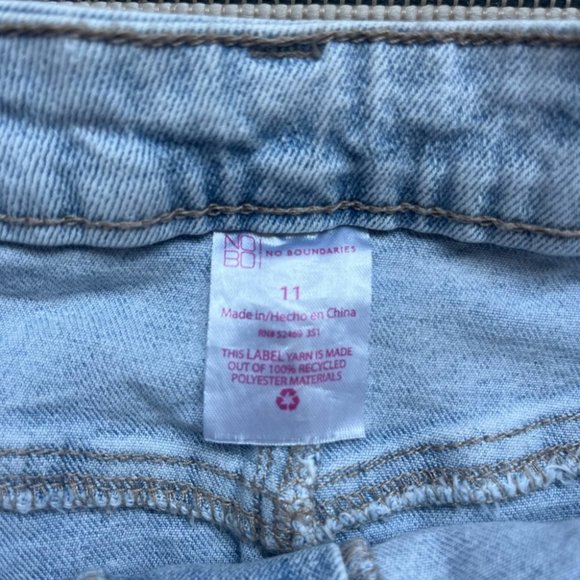 NO
BO
NO BOUNDARIES
11
Made in/Hecho en China
RN# 52469 3S1
THIS LABEL YARN IS MADE
OUT OF 100% RECYCLED
POLYESTER MATERIALS